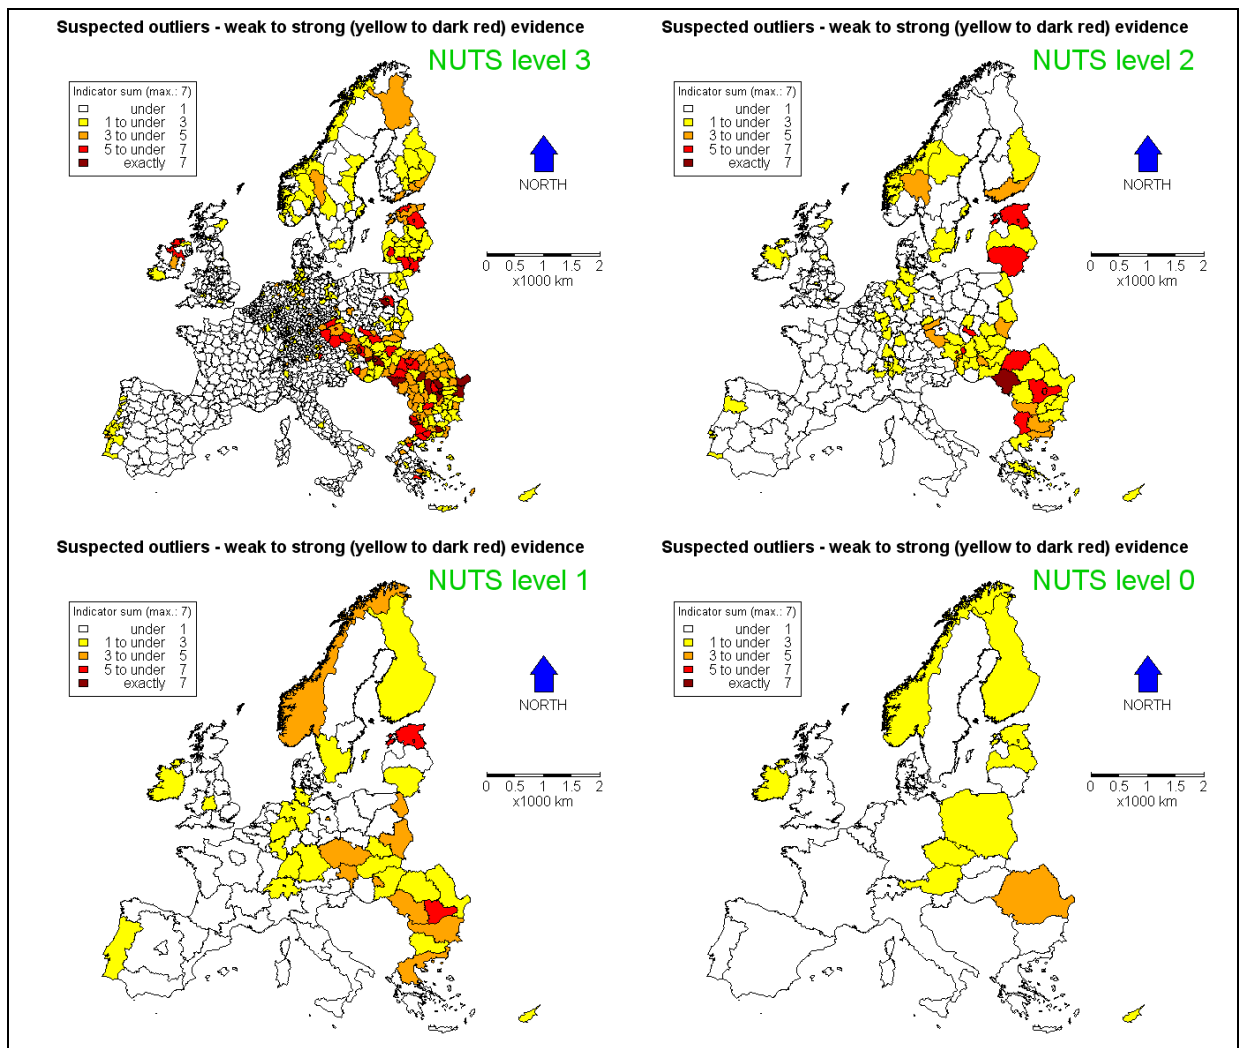 Suspected outliers - weak to strong (yellow to dark red) evidence
NUTS level 3
Indicator sum (max.: 7)
under 1
1 to under 3
3 to under 5
5 to under 7
exactly 7
NORTH
0 0.5 1 1.5 2
x1000 km
Suspected outliers - weak to strong (yellow to dark red) evidence
NUTS level 2
Indicator sum (max.: 7)
under 1
1 to under 3
3 to under 5
5 to under 7
exactly 7
NORTH
0 0.5 1 1.5 2
x1000 km
Suspected outliers - weak to strong (yellow to dark red) evidence
NUTS level 1
Indicator sum (max.: 7)
under 1
1 to under 3
3 to under 5
5 to under 7
exactly 7
NORTH
0 0.5 1 1.5 2
x1000 km
Suspected outliers - weak to strong (yellow to dark red) evidence
NUTS level 0
Indicator sum (max.: 7)
under 1
1 to under 3
3 to under 5
5 to under 7
exactly 7
NORTH
0 0.5 1 1.5 2
x1000 km